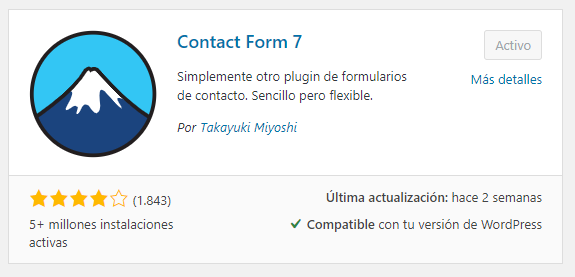 Contact Form 7
Activo
Simplemente otro plugin de formularios
de contacto. Sencillo pero flexible.
Más detalles
Por Takayuki Miyoshi
(1.843)
Última actualización: hace 2 semanas
5+ millones instalaciones
activas
Compatible con tu versión de WordPress